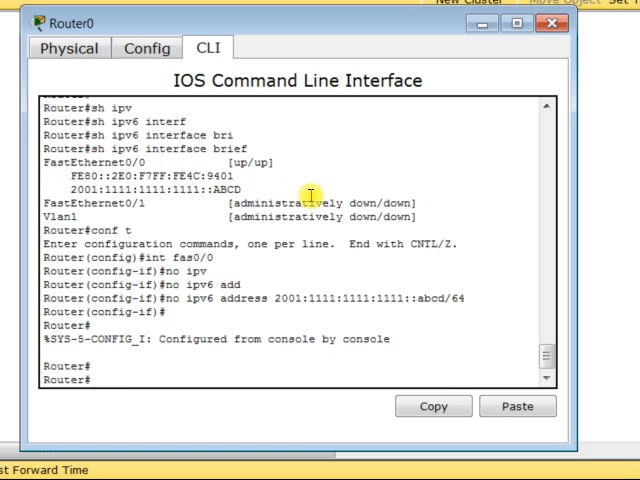 New Cluster Move Object Set
Router0
Physical Config CLI
IOS Command Line Interface
Router#sh ipv
Router#sh ipv6 interf
Router#sh ipv6 interface bri
Router#sh ipv6 interface brief
FastEthernet0/0 [up/up]
FE80::2E0:F7FF:FE4C:9401
2001:1111:1111:1111::ABCD
FastEthernet0/1 [administratively down/down]
Vlan1 [administratively down/down]
Router#conf t
Enter configuration commands, one per line. End with CNTL/Z.
Router(config)#int fas0/0
Router(config-if)#no ipv
Router(config-if)#no ipv6 add
Router(config-if)#no ipv6 address 2001:1111:1111:1111::abcd/64
Router(config-if)#
Router#
%SYS-5-CONFIG_I: Configured from console by console
Router#
Router#
Copy Paste
st Forward Time